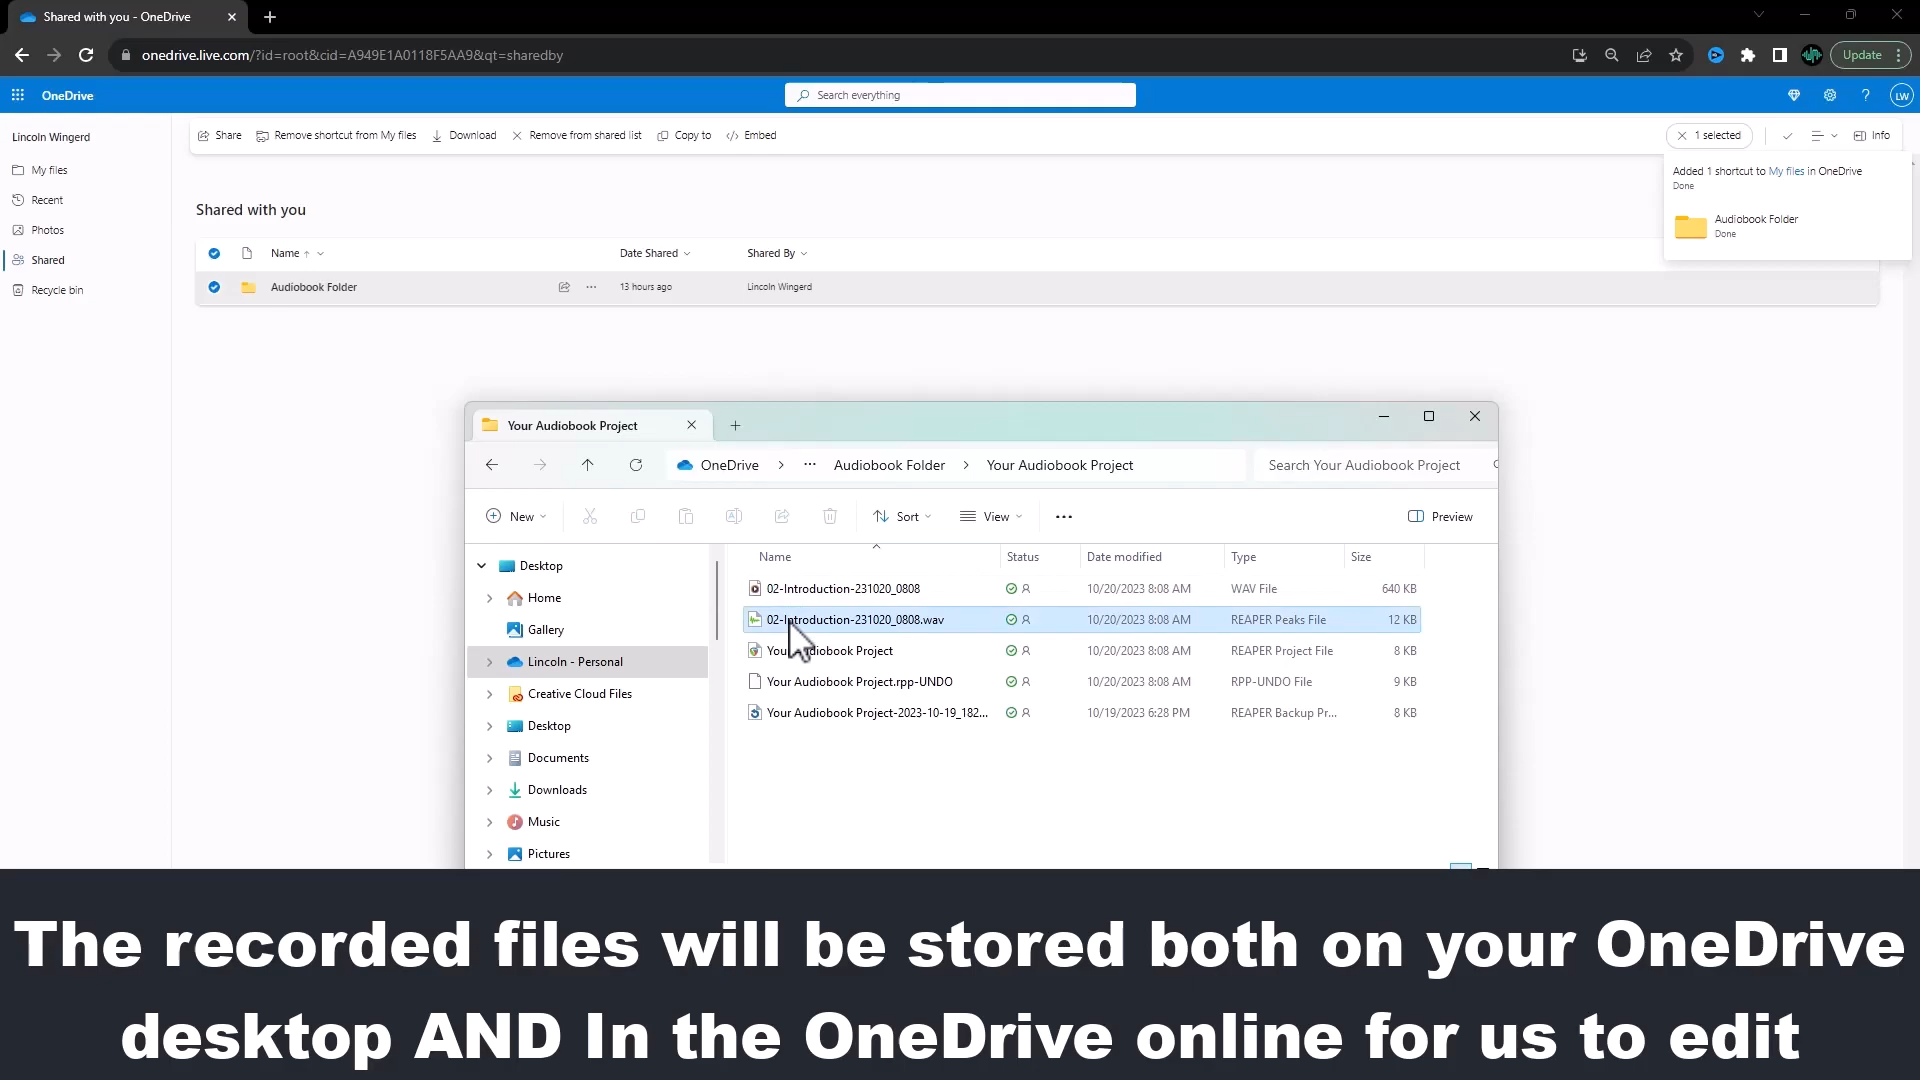 Shared with you - OneDrive
onedrive.live.com/?id=root&cid=A949E1A0118F5AA9&qt=sharedby
Update
OneDrive
Search everything
LW
Lincoln Wingerd
My files
Recent
Photos
Shared
Recycle bin
Share
Remove shortcut from My files
Download
Remove from shared list
Copy to
Embed
1 selected
Info
Added 1 shortcut to My files in OneDrive
Done
Audiobook Folder
Done
Shared with you
Name Date Shared Shared By
Audiobook Folder 13 hours ago Lincoln Wingerd
Your Audiobook Project
OneDrive > ... Audiobook Folder > Your Audiobook Project
Search Your Audiobook Project
New
Sort
View
Preview
Desktop
Home
Gallery
Lincoln - Personal
Creative Cloud Files
Desktop
Documents
Downloads
Music
Pictures
Name Status Date modified Type Size
02-Introduction-231020_0808 10/20/2023 8:08 AM WAV File 640 KB
02-Introduction-231020_0808.wav 10/20/2023 8:08 AM REAPER Peaks File 12 KB
Your Audiobook Project 10/20/2023 8:08 AM REAPER Project File 8 KB
Your Audiobook Project.rpp-UNDO 10/20/2023 8:08 AM RPP-UNDO File 9 KB
Your Audiobook Project-2023-10-19_182... 10/19/2023 6:28 PM REAPER Backup Pr... 8 KB
The recorded files will be stored both on your OneDrive
desktop AND In the OneDrive online for us to edit